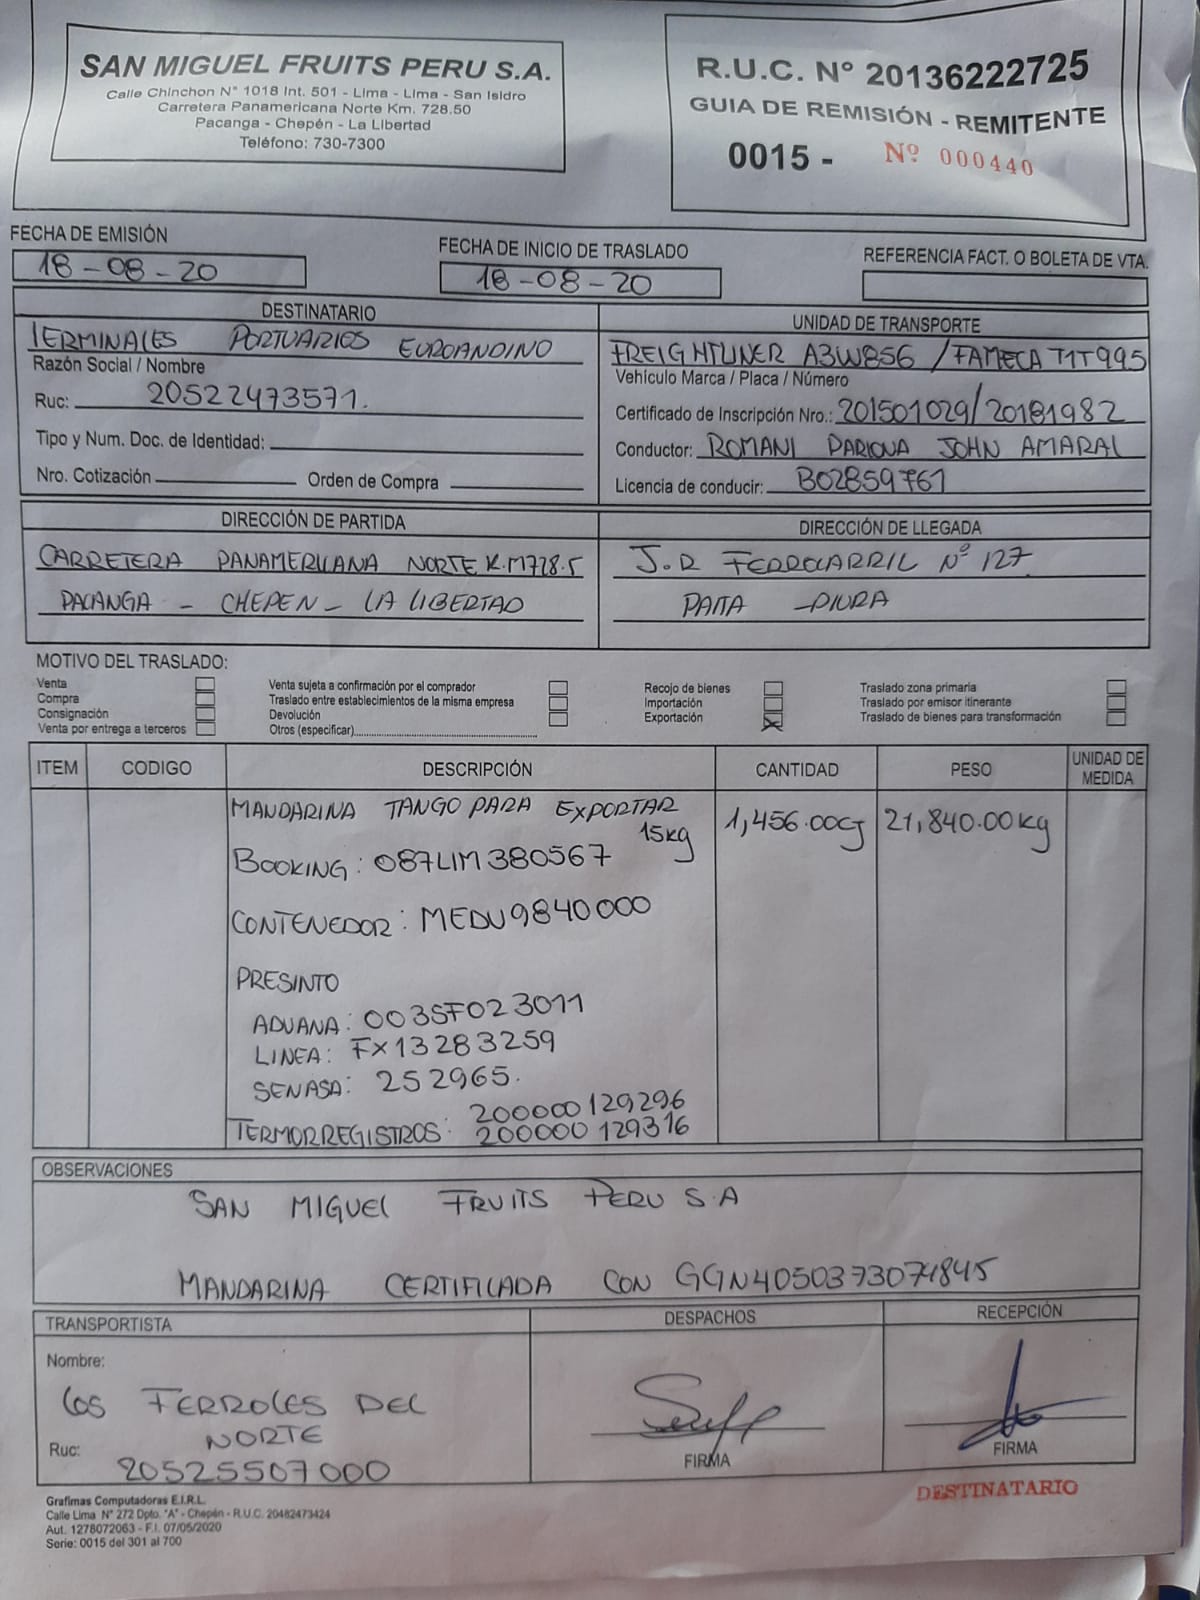 SAN MIGUEL FRUITS PERU S.A.
Calle Chinchon N° 1018 Int. 501 - Lima - Lima - San Isidro
Carretera Panamericana Norte Km. 728.50
Pacanga - Chepén - La Libertad
Teléfono: 730-7300
R.U.C. N° 20136222725
GUIA DE REMISIÓN - REMITENTE
0015 - Nº 000440
FECHA DE EMISIÓN
18-08-20
FECHA DE INICIO DE TRASLADO
18-08-20
REFERENCIA FACT. O BOLETA DE VTA.
DESTINATARIO
TERMINALES PORTUARIOS EUROANDINO
Razón Social / Nombre
Ruc: 20522473571.
Tipo y Num. Doc. de Identidad:
Nro. Cotización Orden de Compra
UNIDAD DE TRANSPORTE
FREIGHTLINER A3W856 / FAMECA T1T995
Vehículo Marca / Placa / Número
Certificado de Inscripción Nro.: 201501029/20181982
Conductor: ROMANI PARIONA JOHN AMARAL
Licencia de conducir: B02859761
DIRECCIÓN DE PARTIDA
CARRETERA PANAMERICANA NORTE K.M728.5
PACANGA - CHEPEN - LA LIBERTAD
DIRECCIÓN DE LLEGADA
J.R FERROCARRIL Nº 127
PAITA - PIURA
MOTIVO DEL TRASLADO:
Venta
Compra
Consignación
Venta por entrega a terceros
Venta sujeta a confirmación por el comprador
Traslado entre establecimientos de la misma empresa
Devolución
Otros (especificar)
Recojo de bienes
Importación
Exportación X
Traslado zona primaria
Traslado por emisor itinerante
Traslado de bienes para transformación
ITEM CODIGO DESCRIPCIÓN CANTIDAD PESO UNIDAD DE MEDIDA
MANDARINA TANGO PARA EXPORTAR 15kg 1,456.00CJ 21,840.00kg
BOOKING: 087LIM380567
CONTENEDOR: MEDU9840000
PRESINTO
ADUANA: 003SF023011
LINEA: FX13283259
SENASA: 252965.
200000129296
TERMORREGISTROS: 200000129316
OBSERVACIONES
SAN MIGUEL FRUITS PERU S.A
MANDARINA CERTIFICADA CON GGN4050373071845
TRANSPORTISTA
Nombre:
LOS FERROLES DEL
NORTE
Ruc:
20525507000
DESPACHOS
FIRMA
RECEPCIÓN
FIRMA
DESTINATARIO
Grafimas Computadoras E.I.R.L.
Calle Lima N° 272 Dpto. "A" - Chepén - R.U.C. 20482473424
Aut. 1278072063 - F.I. 07/05/2020
Serie: 0015 del 301 al 700